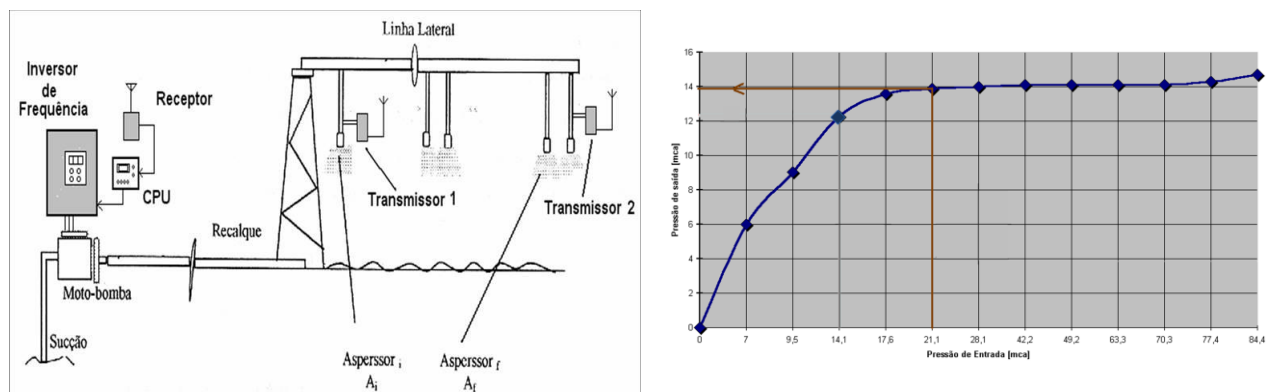 Linha Lateral
Inversor
de
Frequência
Receptor
CPU
Transmissor 1
Transmissor 2
Recalque
Moto-bomba
Sucção
Asperssor i
Ai
Asperssor f
Af
Pressão de saída [mca]
16
14
12
10
8
6
4
2
0
0 7 9,5 14,1 17,6 21,1 28,1 42,2 49,2 63,3 70,3 77,4 84,4
Pressão de Entrada [mca]